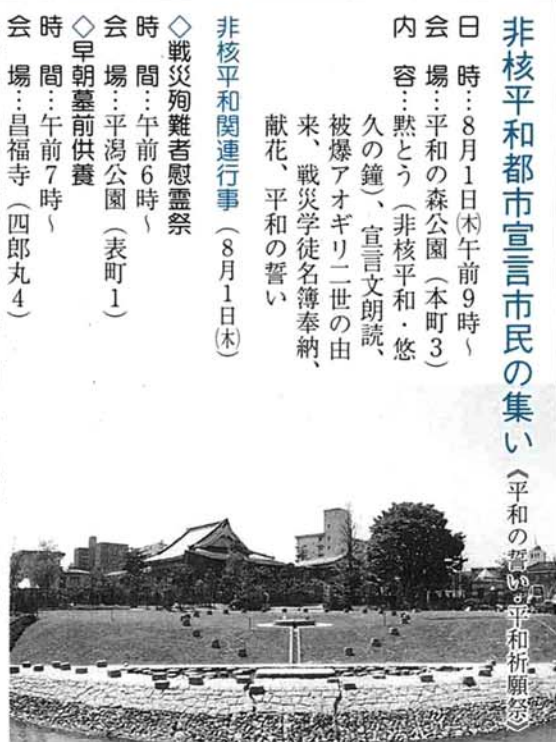 非核平和都市宣言市民の集い《平和の誓い・平和祈願祭》
日　時…8月1日㈭午前9時～
会　場…平和の森公園（本町3）
内　容…黙とう（非核平和・悠
久の鐘）、宣言文朗読、
被爆アオギリ二世の由
来、戦災学徒名簿奉納、
献花、平和の誓い
非核平和関連行事（8月1日㈭）
◇戦災殉難者慰霊祭
時　間…午前6時～
会　場…平潟公園（表町1）
◇早朝墓前供養
時　間…午前7時～
会　場…昌福寺（四郎丸4）